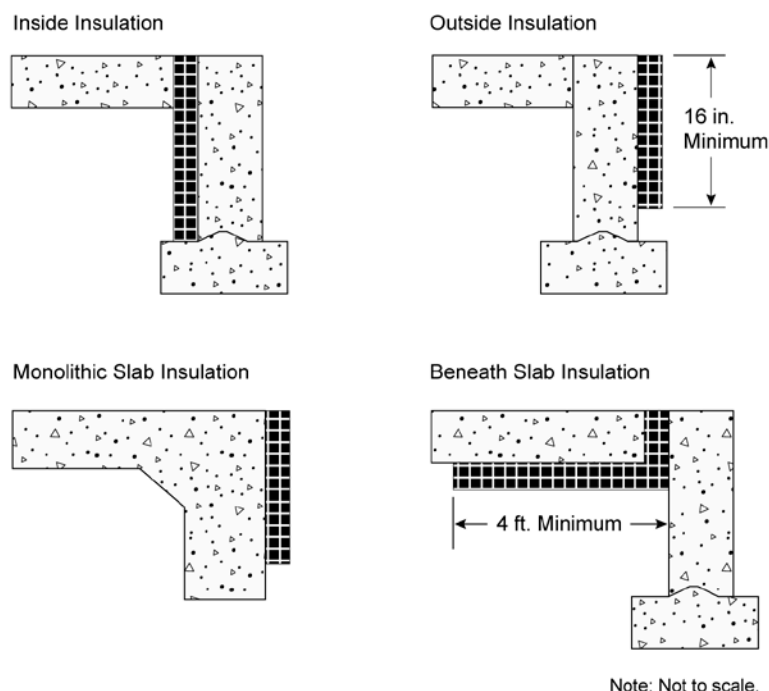 Inside Insulation
Outside Insulation
16 in.
Minimum
Monolithic Slab Insulation
Beneath Slab Insulation
4 ft. Minimum
Note: Not to scale.